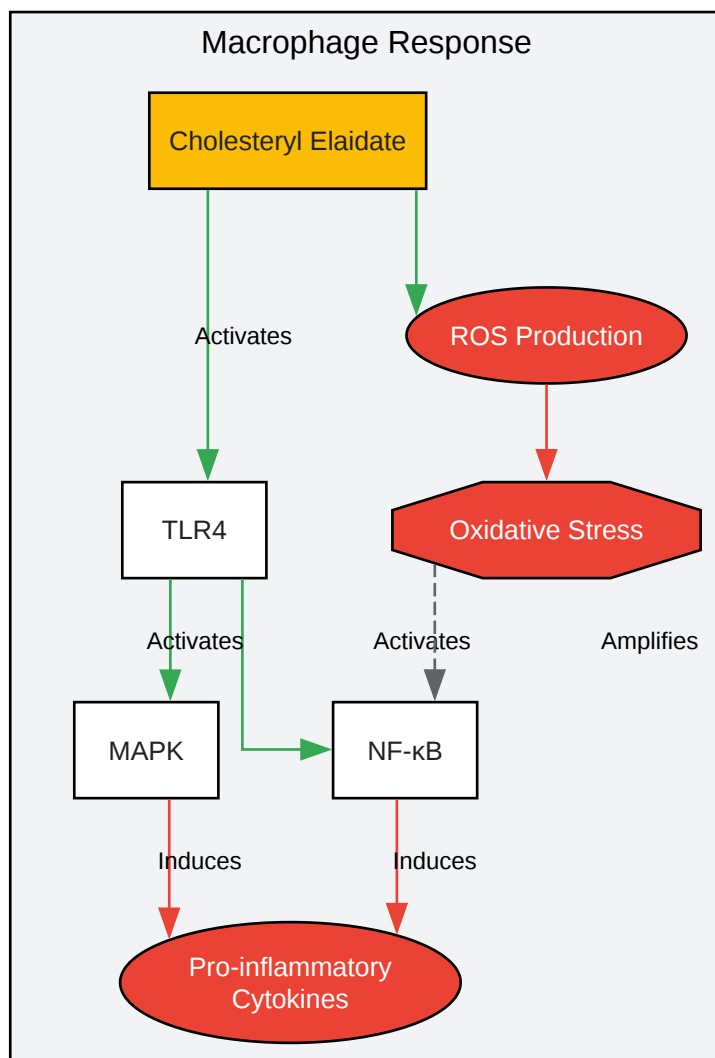 Macrophage Response
Cholesteryl Elaidate
Activates
ROS Production
TLR4
Oxidative Stress
Activates
Activates
Amplifies
MAPK
NF-κB
Induces
Induces
Pro-inflammatory
Cytokines